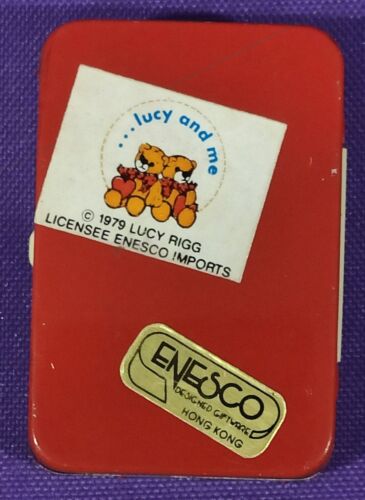 ...lucy and me
© 1979 LUCY RIGG
LICENSEE ENESCO IMPORTS
ENESCO
DESIGNED GIFTWARE
HONG KONG